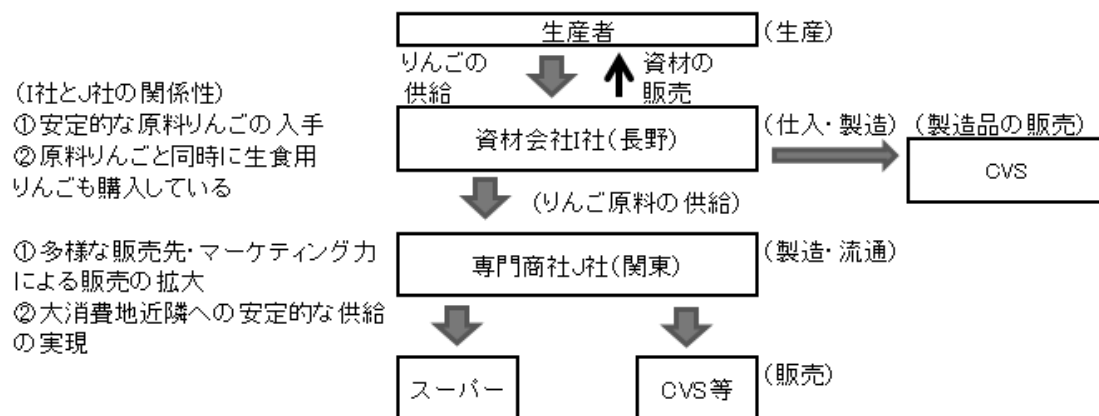 生産者
(生産)
りんごの
供給
資材の
販売
(I社とJ社の関係性)
①安定的な原料りんごの入手
②原料りんごと同時に生食用
りんごも購入している
資材会社I社(長野)
(仕入・製造)
(製造品の販売)
CVS
(りんご原料の供給)
①多様な販売先・マーケティング力
による販売の拡大
②大消費地近隣への安定的な供給
の実現
専門商社J社(関東)
(製造・流通)
スーパー
CVS等
(販売)